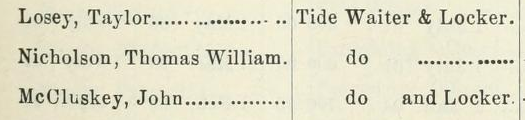 Losey, Taylor.................... Tide Waiter & Locker.
Nicholson, Thomas William. do ...............
McCluskey, John............... do and Locker.